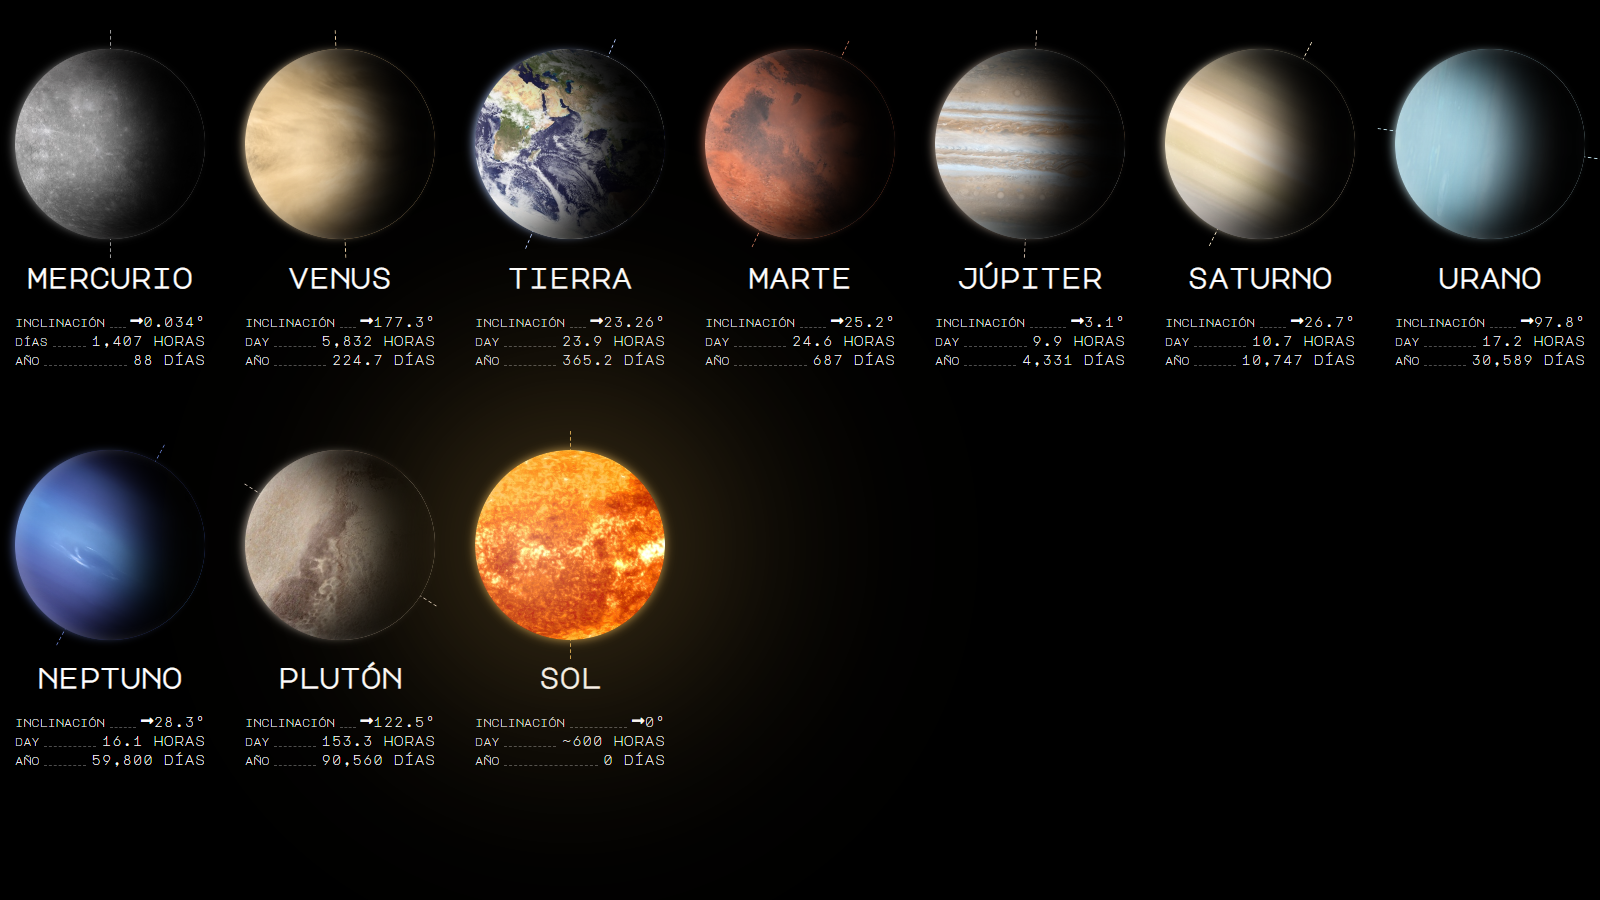 MERCURIO
INCLINACIÓN ➞0.034°
DÍAS 1,407 HORAS
AÑO 88 DÍAS
VENUS
INCLINACIÓN ➞177.3°
DAY 5,832 HORAS
AÑO 224.7 DÍAS
TIERRA
INCLINACIÓN ➞23.26°
DAY 23.9 HORAS
AÑO 365.2 DÍAS
MARTE
INCLINACIÓN ➞25.2°
DAY 24.6 HORAS
AÑO 687 DÍAS
JÚPITER
INCLINACIÓN ➞3.1°
DAY 9.9 HORAS
AÑO 4,331 DÍAS
SATURNO
INCLINACIÓN ➞26.7°
DAY 10.7 HORAS
AÑO 10,747 DÍAS
URANO
INCLINACIÓN ➞97.8°
DAY 17.2 HORAS
AÑO 30,589 DÍAS
NEPTUNO
INCLINACIÓN ➞28.3°
DAY 16.1 HORAS
AÑO 59,800 DÍAS
PLUTÓN
INCLINACIÓN ➞122.5°
DAY 153.3 HORAS
AÑO 90,560 DÍAS
SOL
INCLINACIÓN ➞0°
DAY ~600 HORAS
AÑO 0 DÍAS